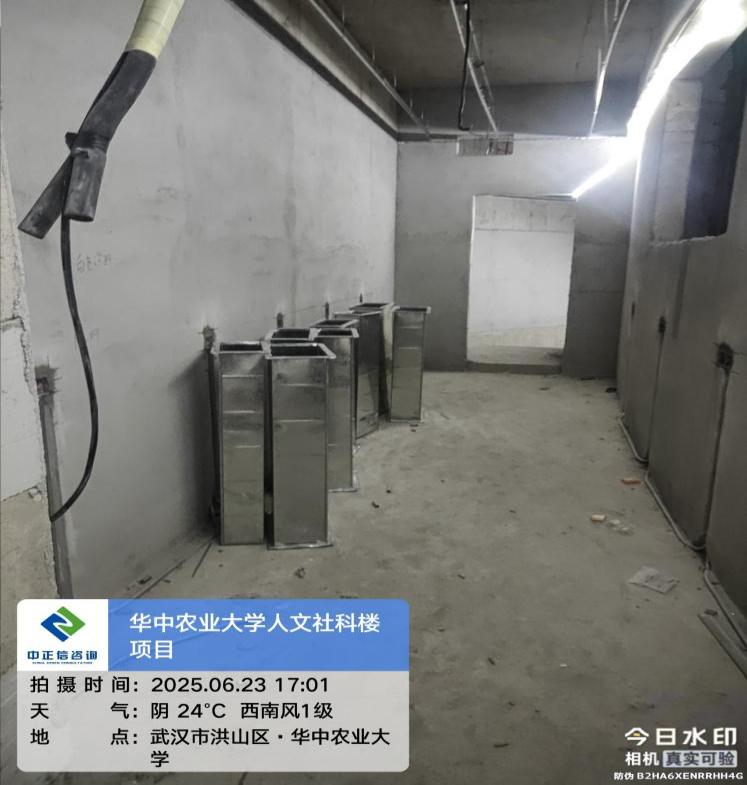 华中农业大学人文社科楼
项目
中正信咨询
拍摄时间：2025.06.23 17:01
天气：阴 24℃ 西南风1级
地点：武汉市洪山区·华中农业大
学
今日水印
相机 真实可验
防伪 B2HA6XENRRHH4G